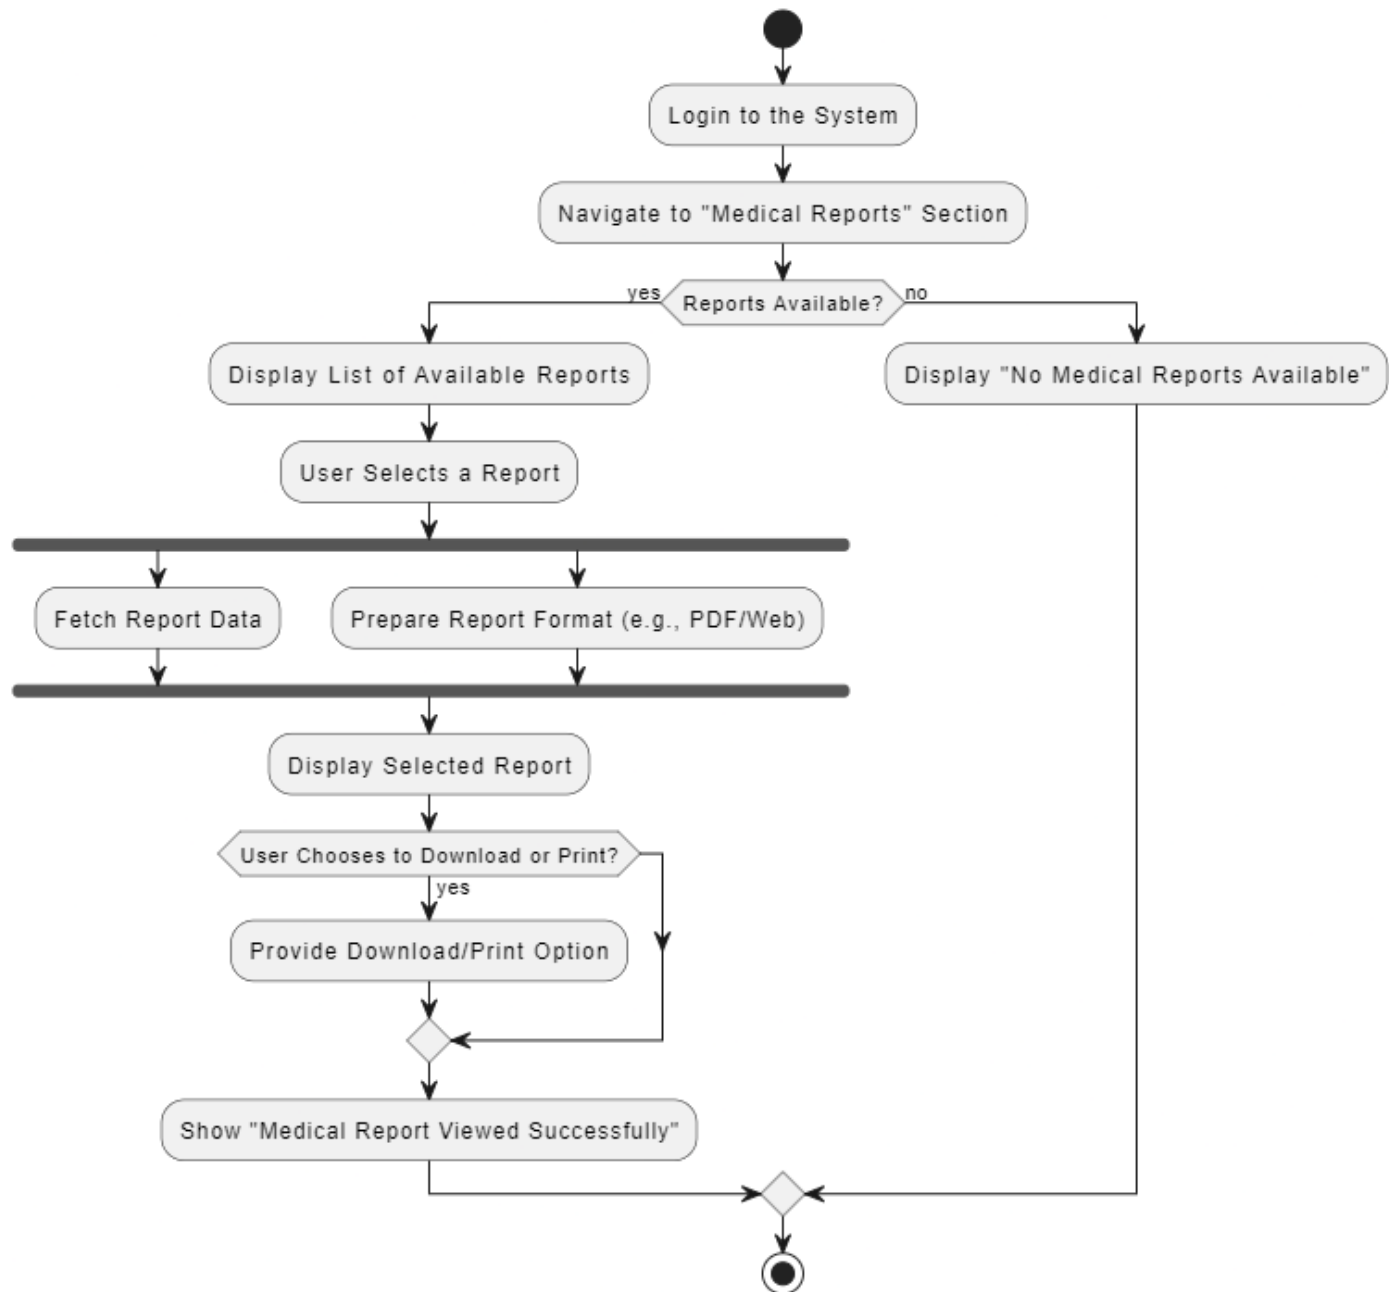 Login to the System
Navigate to "Medical Reports" Section
yes
Reports Available?
no
Display List of Available Reports
Display "No Medical Reports Available"
User Selects a Report
Fetch Report Data
Prepare Report Format (e.g., PDF/Web)
Display Selected Report
User Chooses to Download or Print?
yes
Provide Download/Print Option
Show "Medical Report Viewed Successfully"